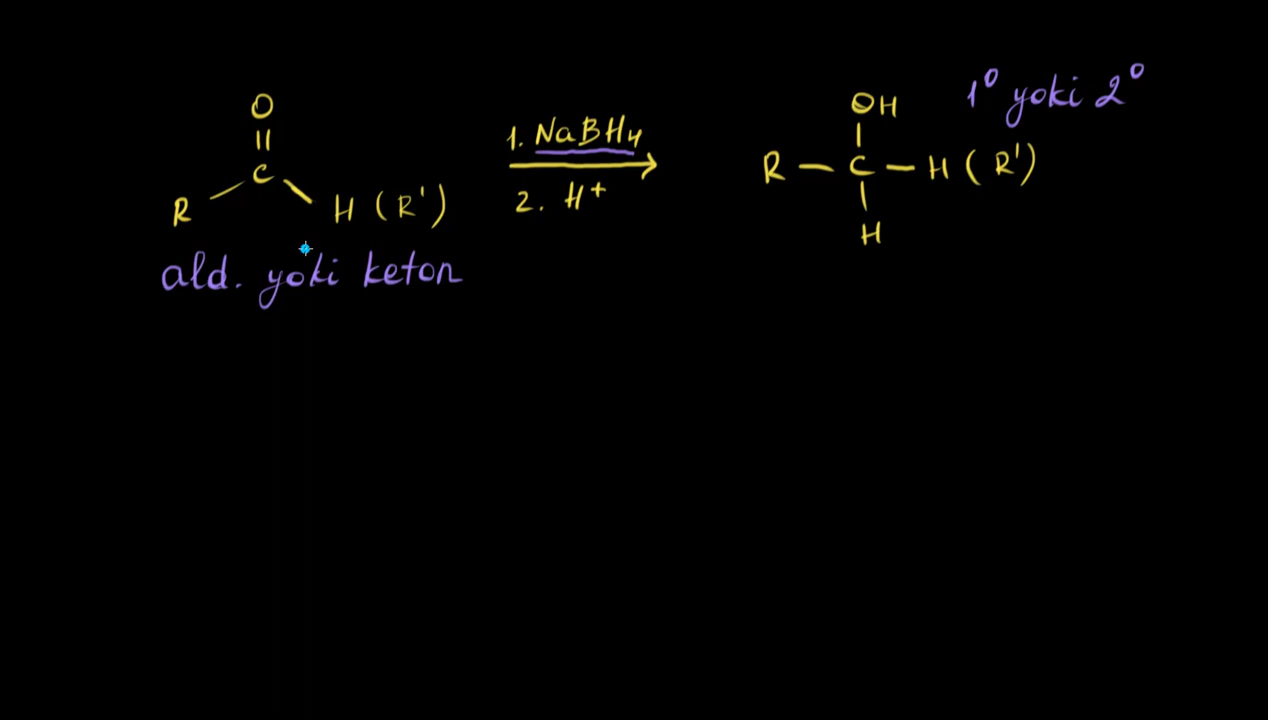 O
||
C
R H (R')
ald. yoki keton
1. NaBH4
2. H+
1° yoki 2°
OH
R — C — H (R')
H